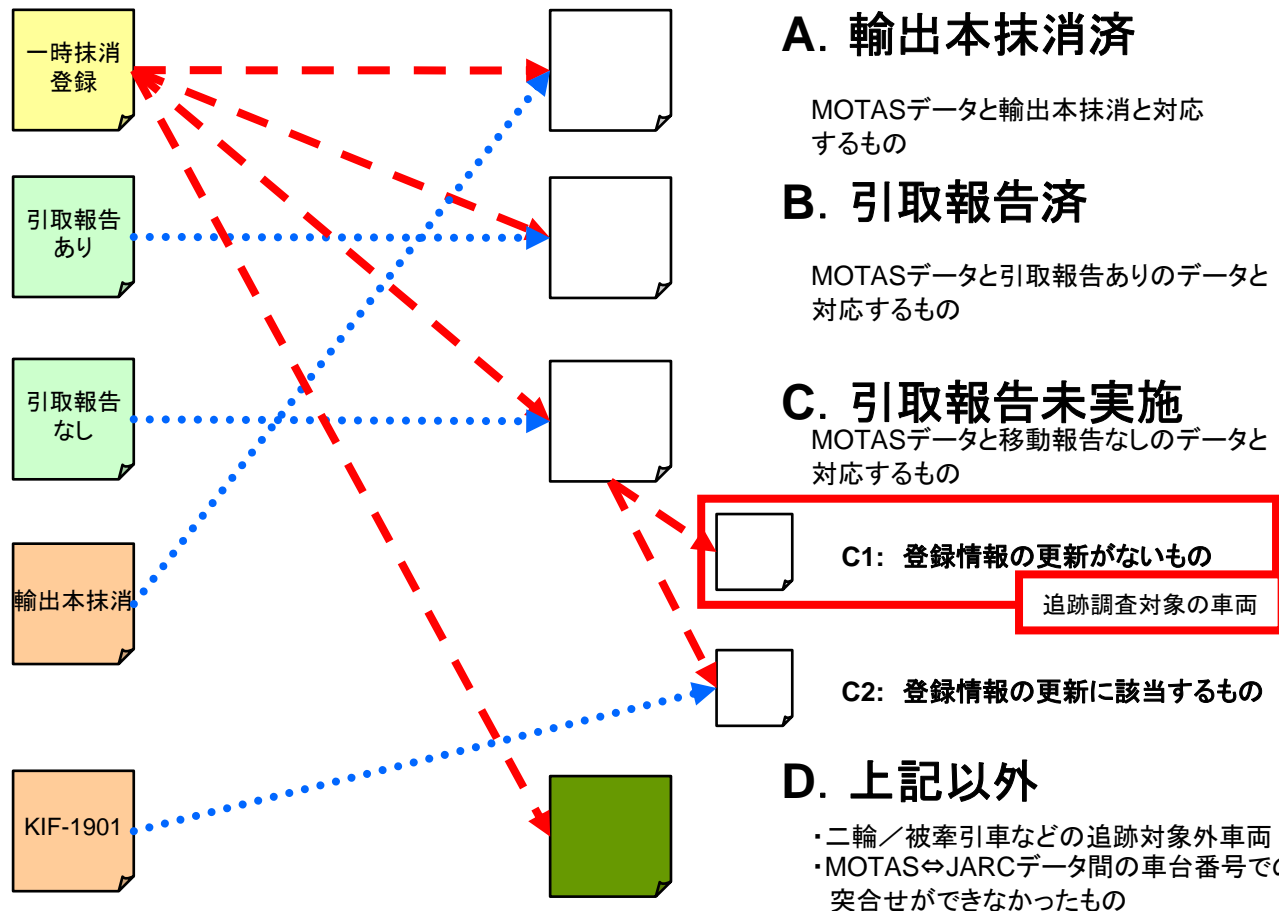 一時抹消
登録
引取報告
あり
引取報告
なし
輸出本抹消
KIF-1901
A. 輸出本抹消済
MOTASデータと輸出本抹消と対応
するもの
B. 引取報告済
MOTASデータと引取報告ありのデータと
対応するもの
C. 引取報告未実施
MOTASデータと移動報告なしのデータと
対応するもの
C1: 登録情報の更新がないもの
追跡調査対象の車両
C2: 登録情報の更新に該当するもの
D. 上記以外
・二輪／被牽引車などの追跡対象外車両
・MOTAS⇔JARCデータ間の車台番号での
突合せができなかったもの